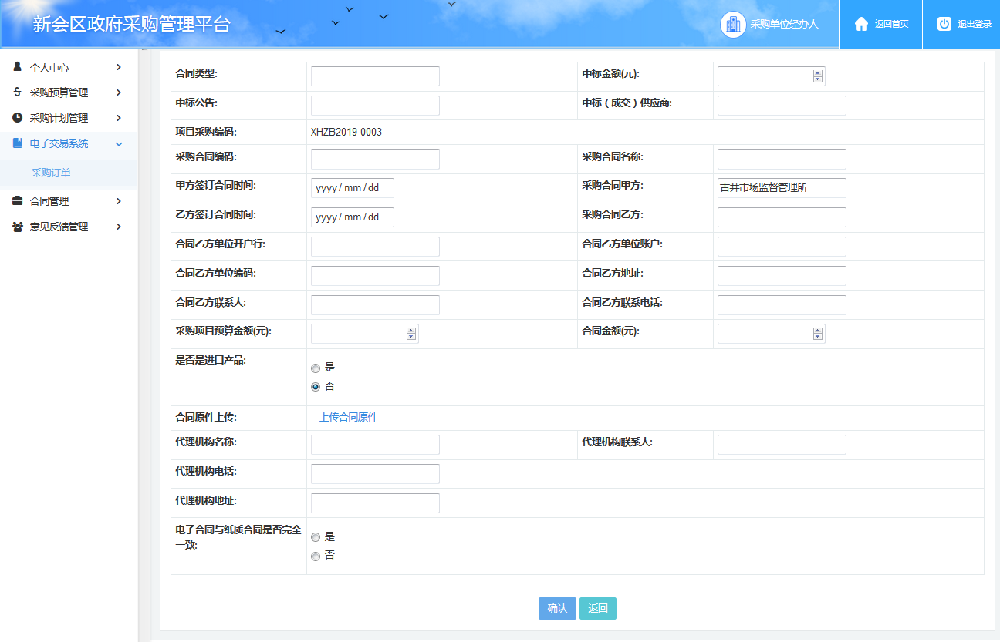 新会区政府采购管理平台
采购单位经办人
返回首页
退出登录
个人中心
采购预算管理
采购计划管理
电子交易系统
采购订单
合同管理
意见反馈管理
合同类型:
中标金额(元):
中标公告:
中标（成交）供应商:
项目采购编码:
XHZB2019-0003
采购合同编码:
采购合同名称:
甲方签订合同时间:
yyyy / mm / dd
采购合同甲方:
古井市场监督管理所
乙方签订合同时间:
yyyy / mm / dd
采购合同乙方:
合同乙方单位开户行:
合同乙方单位账户:
合同乙方单位编码:
合同乙方地址:
合同乙方联系人:
合同乙方联系电话:
采购项目预算金额(元):
合同金额(元):
是否是进口产品:
是
否
合同原件上传:
上传合同原件
代理机构名称:
代理机构联系人:
代理机构电话:
代理机构地址:
电子合同与纸质合同是否完全
一致:
是
否
确认
返回